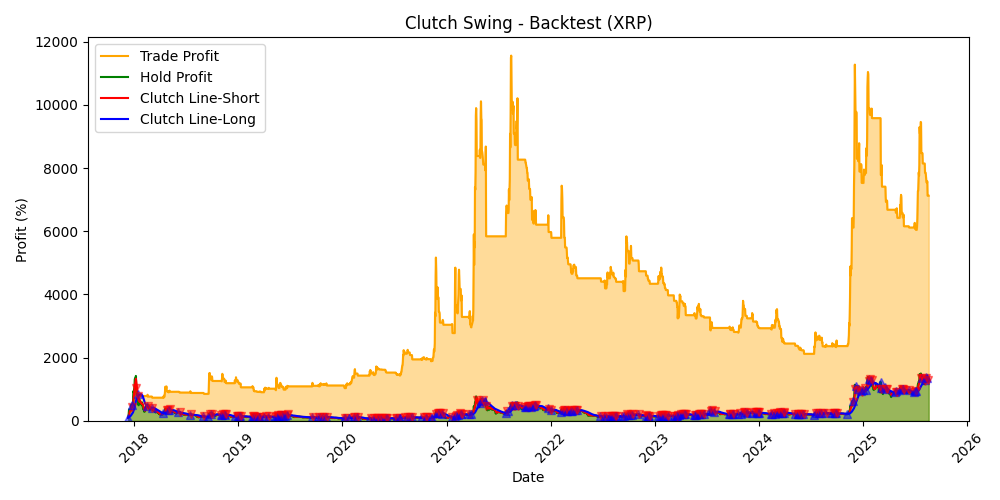 Clutch Swing - Backtest (XRP)
Trade Profit
Hold Profit
Clutch Line-Short
Clutch Line-Long
Profit (%)
12000
10000
8000
6000
4000
2000
0
2018
2019
2020
2021
2022
2023
2024
2025
2026
Date